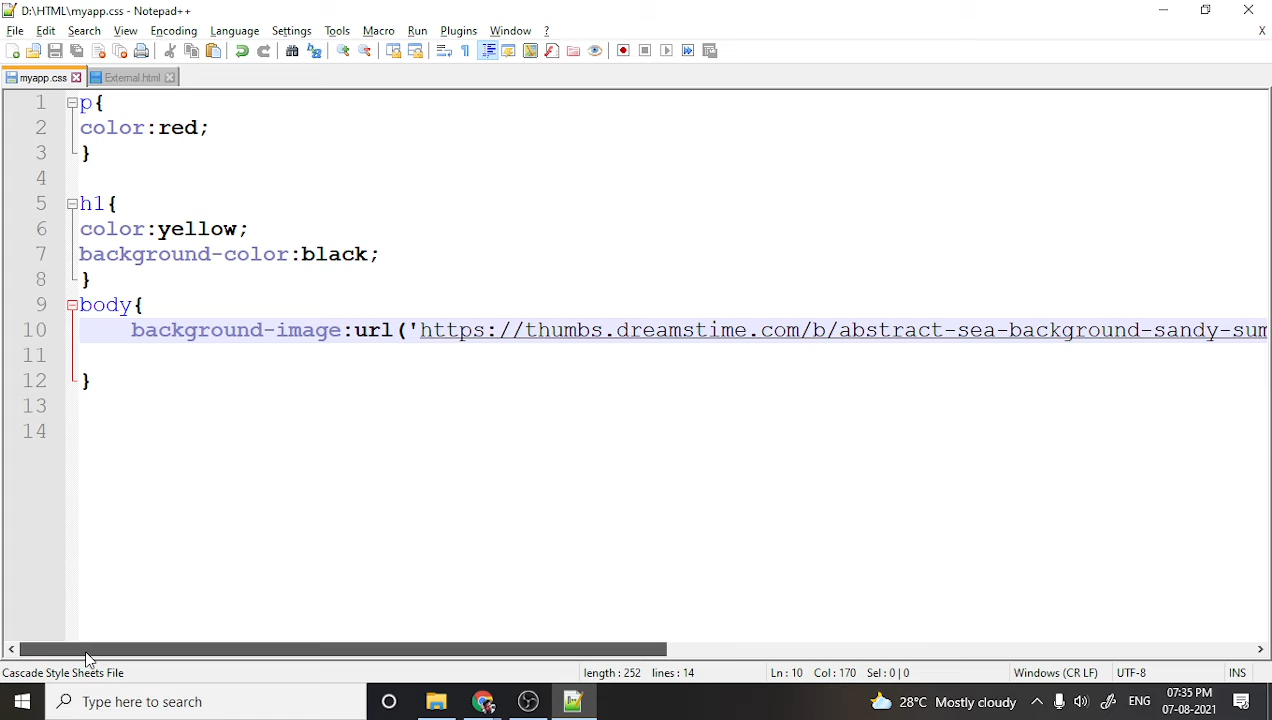 D:\HTML\myapp.css - Notepad++
File Edit Search View Encoding Language Settings Tools Macro Run Plugins Window ? X
myapp.css External.html
1 p{
2 color:red;
3 }
4
5 h1{
6 color:yellow;
7 background-color:black;
8 }
9 body{
10 background-image:url('https://thumbs.dreamstime.com/b/abstract-sea-background-sandy-sum
11
12 }
13
14
Cascade Style Sheets File length : 252 lines : 14 Ln : 10 Col : 170 Sel : 0 | 0 Windows (CR LF) UTF-8 INS
Type here to search 28°C Mostly cloudy ENG 07:35 PM
07-08-2021